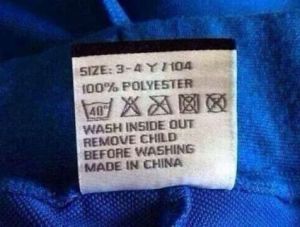 SIZE: 3-4 Y / 104
100% POLYESTER
40°
WASH INSIDE OUT
REMOVE CHILD
BEFORE WASHING
MADE IN CHINA